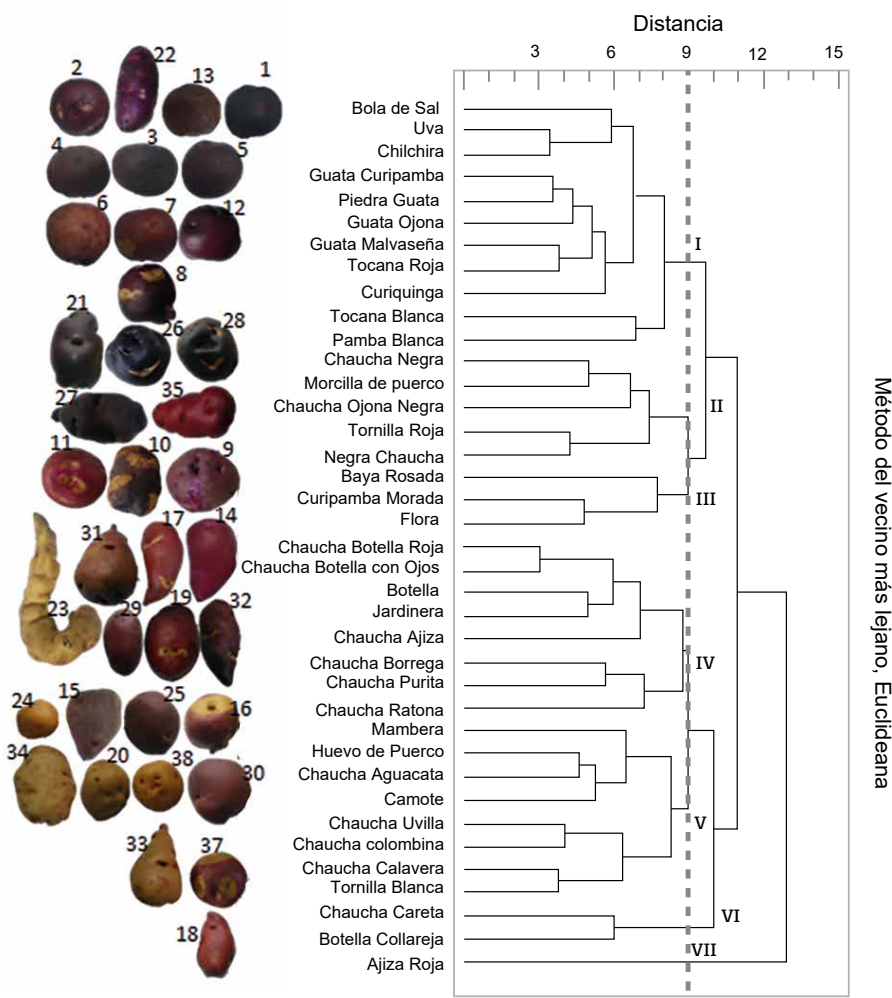 Distancia
3 6 9 12 15
2 22 13 1
4 3 5
6 7 12
8
21 26 28
27 35
11 10 9
31 17 14
23 29 19 32
24 15 25 16
34 20 38 30
33 37
18
Bola de Sal
Uva
Chilchira
Guata Curipamba
Piedra Guata
Guata Ojona
Guata Malvaseña
Tocana Roja
Curiquinga
Tocana Blanca
Pamba Blanca
Chaucha Negra
Morcilla de puerco
Chaucha Ojona Negra
Tornilla Roja
Negra Chaucha
Baya Rosada
Curipamba Morada
Flora
Chaucha Botella Roja
Chaucha Botella con Ojos
Botella
Jardinera
Chaucha Ajiza
Chaucha Borrega
Chaucha Purita
Chaucha Ratona
Mambera
Huevo de Puerco
Chaucha Aguacata
Camote
Chaucha Uvilla
Chaucha colombina
Chaucha Calavera
Tornilla Blanca
Chaucha Careta
Botella Collareja
Ajiza Roja
I
II
III
IV
V
VI
VII
Método del vecino más lejano, Euclideana